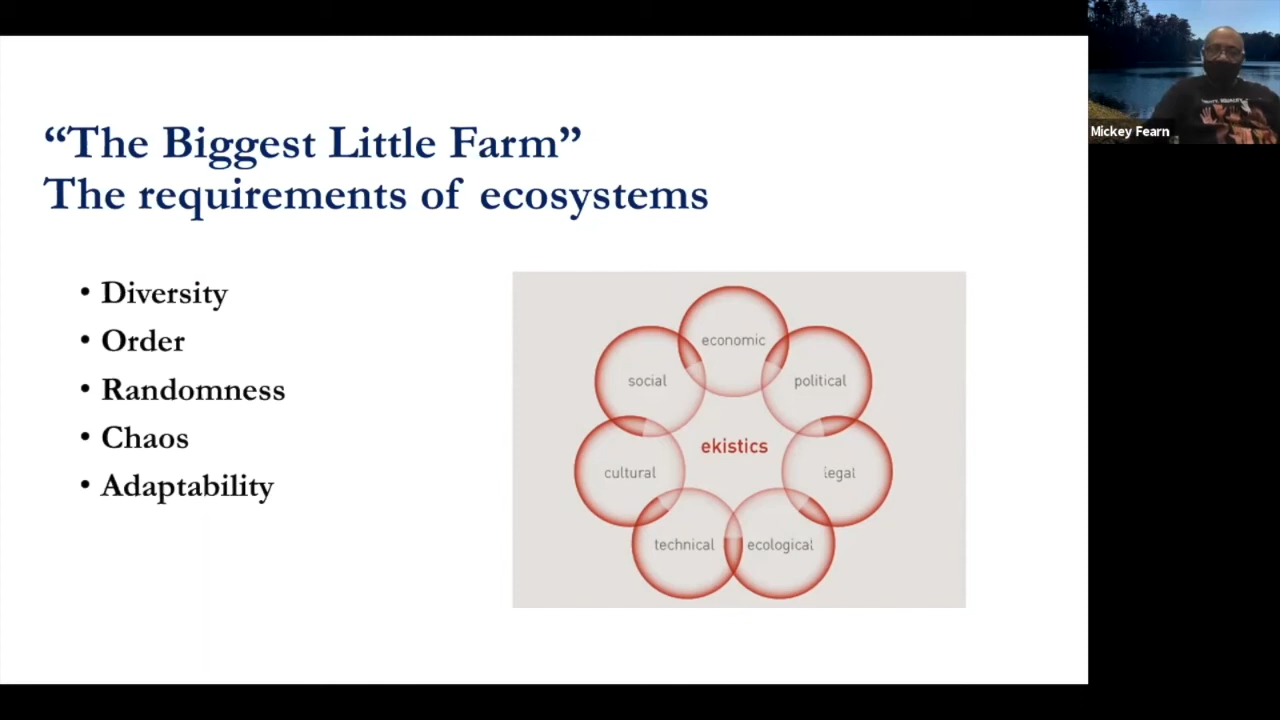 “The Biggest Little Farm”
The requirements of ecosystems
• Diversity
• Order
• Randomness
• Chaos
• Adaptability
economic
social
political
ekistics
cultural
legal
technical
ecological
Mickey Fearn